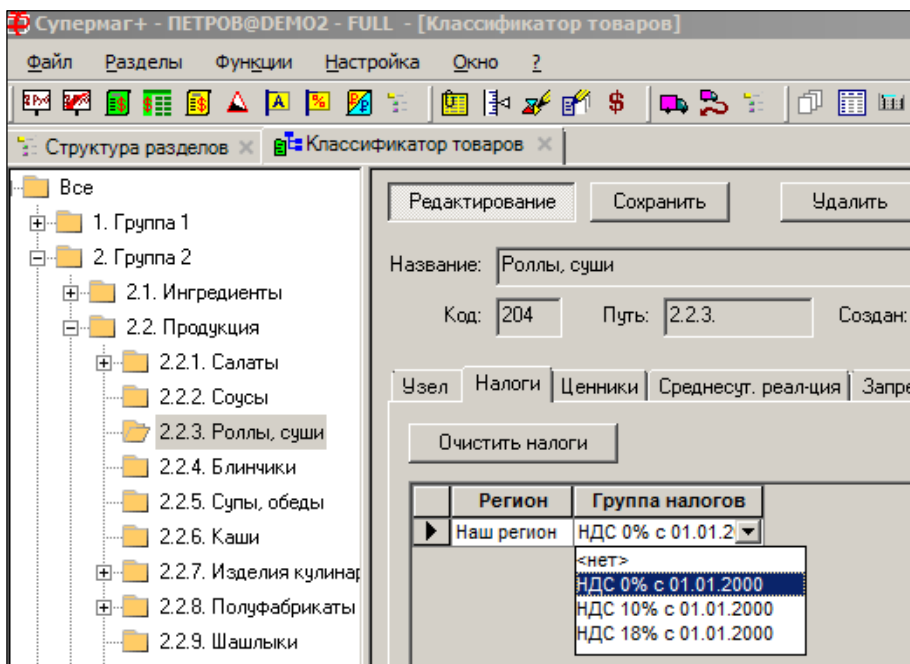 Супермаг+ - ПЕТРОВ@DEMO2 - FULL - [Классификатор товаров]
Файл Разделы Функции Настройка Окно ?
Структура разделов Классификатор товаров
Все
1. Группа 1
2. Группа 2
2.1. Ингредиенты
2.2. Продукция
2.2.1. Салаты
2.2.2. Соусы
2.2.3. Роллы, суши
2.2.4. Блинчики
2.2.5. Супы, обеды
2.2.6. Каши
2.2.7. Изделия кулинар
2.2.8. Полуфабрикаты
2.2.9. Шашлыки
Редактирование Сохранить Удалить
Название: Роллы, суши
Код: 204 Путь: 2.2.3. Создан:
Узел Налоги Ценники Среднесут. реал-ция Запре
Очистить налоги
Регион Группа налогов
Наш регион НДС 0% с 01.01.2
<нет>
НДС 0% с 01.01.2000
НДС 10% с 01.01.2000
НДС 18% с 01.01.2000